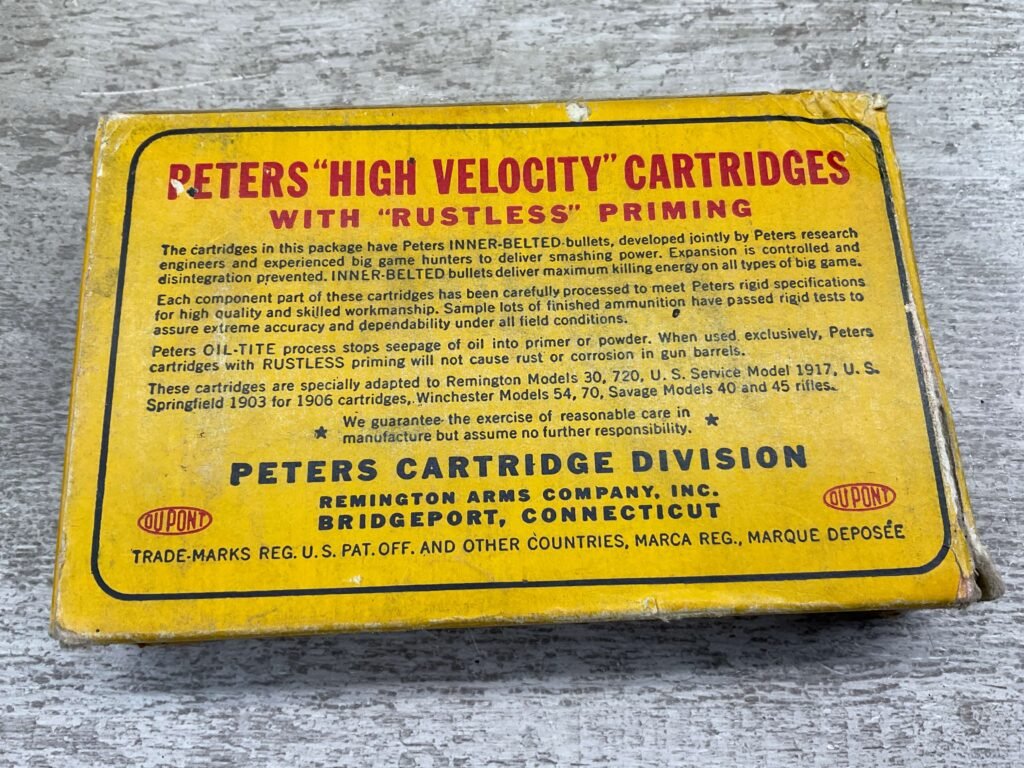 PETERS "HIGH VELOCITY" CARTRIDGES
WITH "RUSTLESS" PRIMING
The cartridges in this package have Peters INNER-BELTED bullets, developed jointly by Peters research
engineers and experienced big game hunters to deliver smashing power. Expansion is controlled and
disintegration prevented. INNER-BELTED bullets deliver maximum killing energy on all types of big game.
Each component part of these cartridges has been carefully processed to meet Peters rigid specifications
for high quality and skilled workmanship. Sample lots of finished ammunition have passed rigid tests to
assure extreme accuracy and dependability under all field conditions.
Peters OIL-TITE process stops seepage of oil into primer or powder. When used exclusively, Peters
cartridges with RUSTLESS priming will not cause rust or corrosion in gun barrels.
These cartridges are specially adapted to Remington Models 30, 720, U. S. Service Model 1917, U. S.
Springfield 1903 for 1906 cartridges, Winchester Models 54, 70, Savage Models 40 and 45 rifles.
★ We guarantee the exercise of reasonable care in ★
manufacture but assume no further responsibility.
PETERS CARTRIDGE DIVISION
REMINGTON ARMS COMPANY, INC.
BRIDGEPORT, CONNECTICUT
DU PONT
DU PONT
TRADE-MARKS REG. U.S. PAT. OFF. AND OTHER COUNTRIES, MARCA REG., MARQUE DEPOSÉE